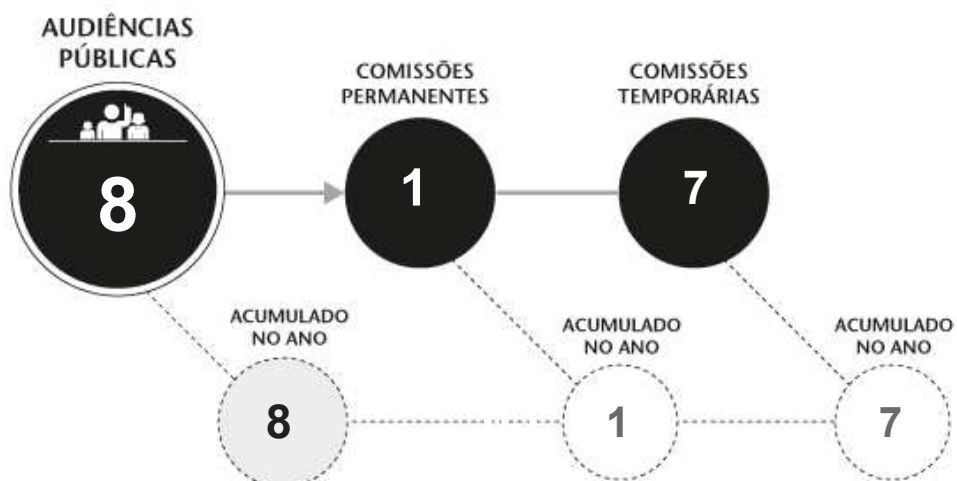 AUDIÊNCIAS
PÚBLICAS
8
COMISSÕES
PERMANENTES
1
COMISSÕES
TEMPORÁRIAS
7
ACUMULADO
NO ANO
8
ACUMULADO
NO ANO
1
ACUMULADO
NO ANO
7